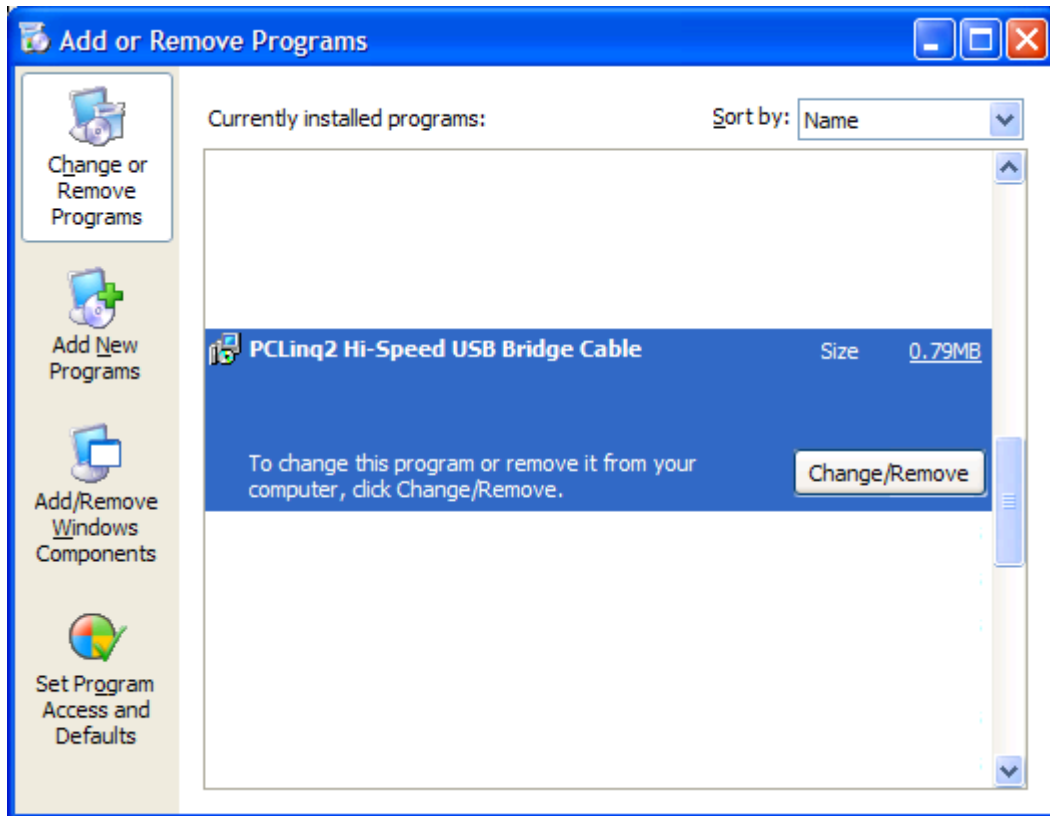 Add or Remove Programs
Change or
Remove
Programs
Add New
Programs
Add/Remove
Windows
Components
Set Program
Access and
Defaults
Currently installed programs:
Sort by: Name
PCLinq2 Hi-Speed USB Bridge Cable Size 0.79MB
To change this program or remove it from your
computer, click Change/Remove.
Change/Remove